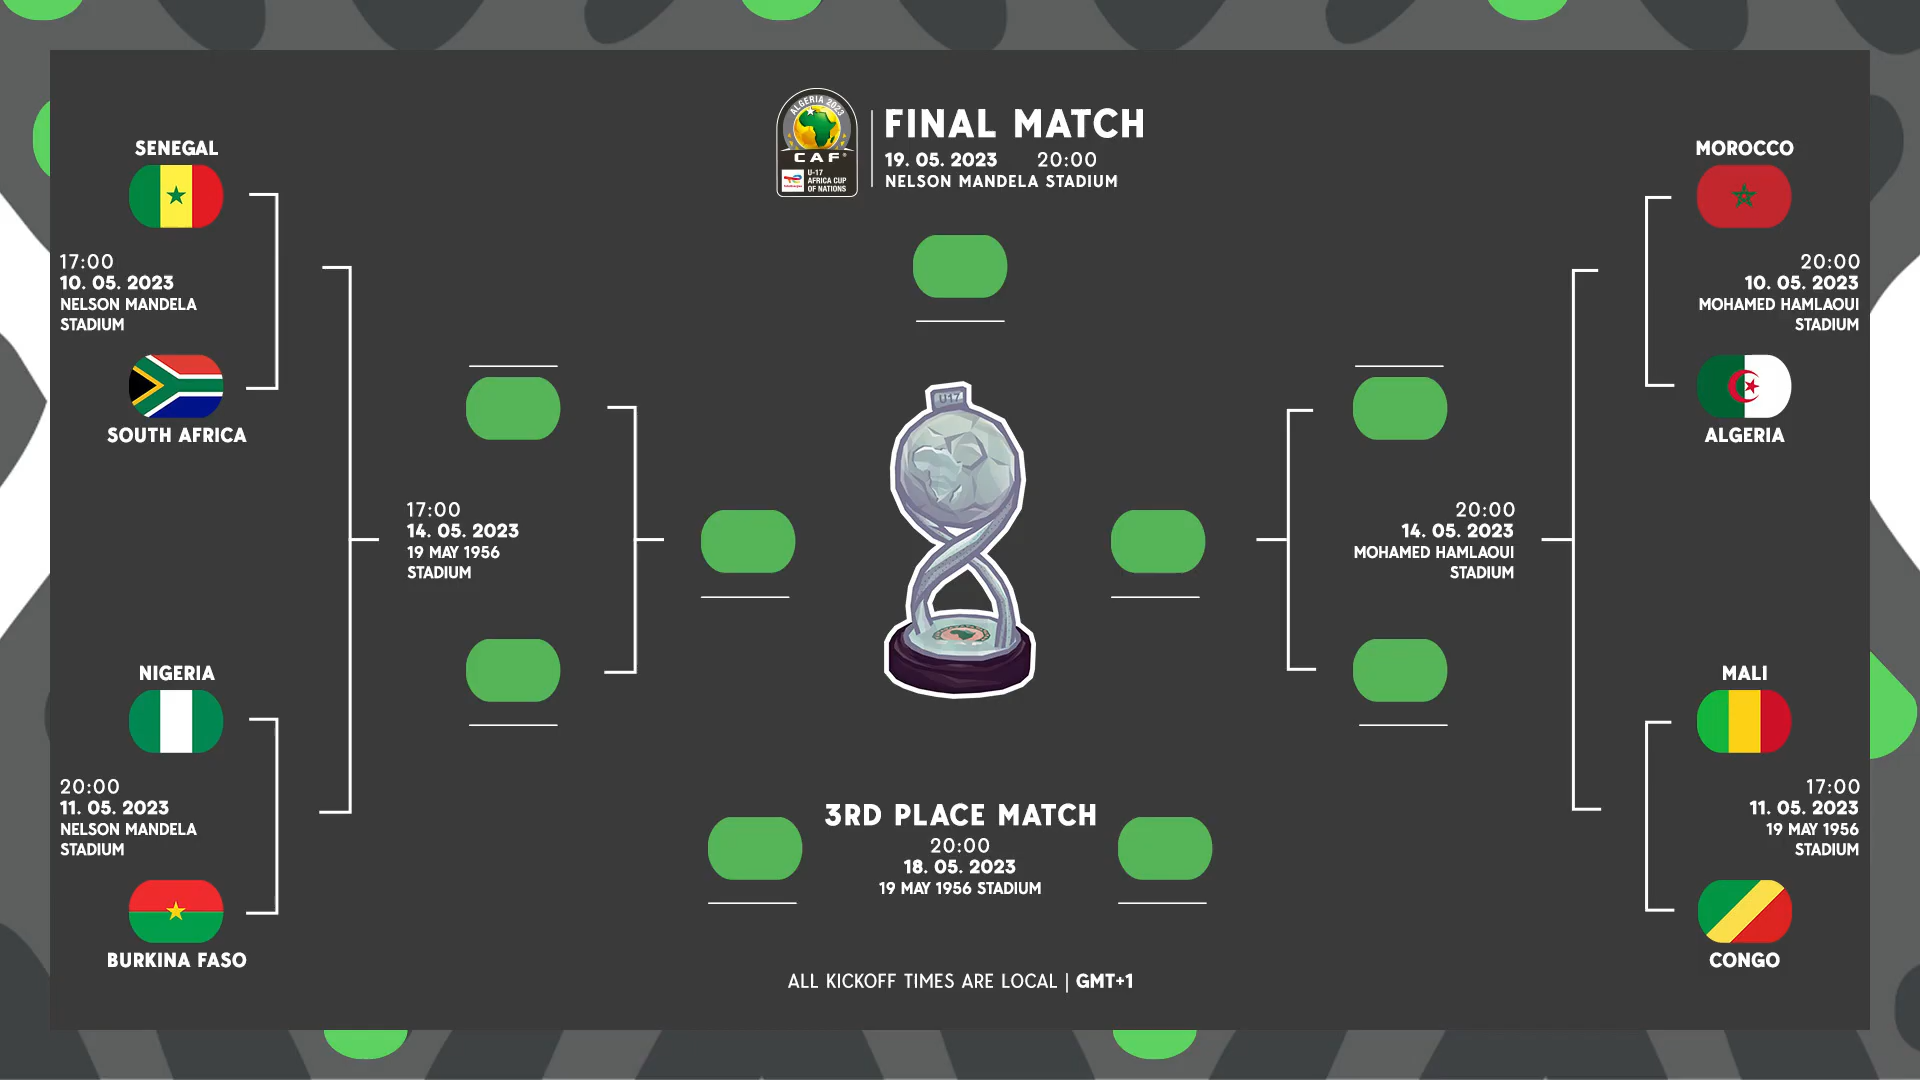 ALGERIA 2023
CAF
U-17
AFRICA CUP
OF NATIONS
TotalEnergies
FINAL MATCH
19. 05. 2023 20:00
NELSON MANDELA STADIUM
SENEGAL
17:00
10. 05. 2023
NELSON MANDELA
STADIUM
SOUTH AFRICA
NIGERIA
20:00
11. 05. 2023
NELSON MANDELA
STADIUM
BURKINA FASO
17:00
14. 05. 2023
19 MAY 1956
STADIUM
U17
20:00
14. 05. 2023
MOHAMED HAMLAOUI
STADIUM
MOROCCO
20:00
10. 05. 2023
MOHAMED HAMLAOUI
STADIUM
ALGERIA
MALI
17:00
11. 05. 2023
19 MAY 1956
STADIUM
CONGO
3RD PLACE MATCH
20:00
18. 05. 2023
19 MAY 1956 STADIUM
ALL KICKOFF TIMES ARE LOCAL | GMT+1